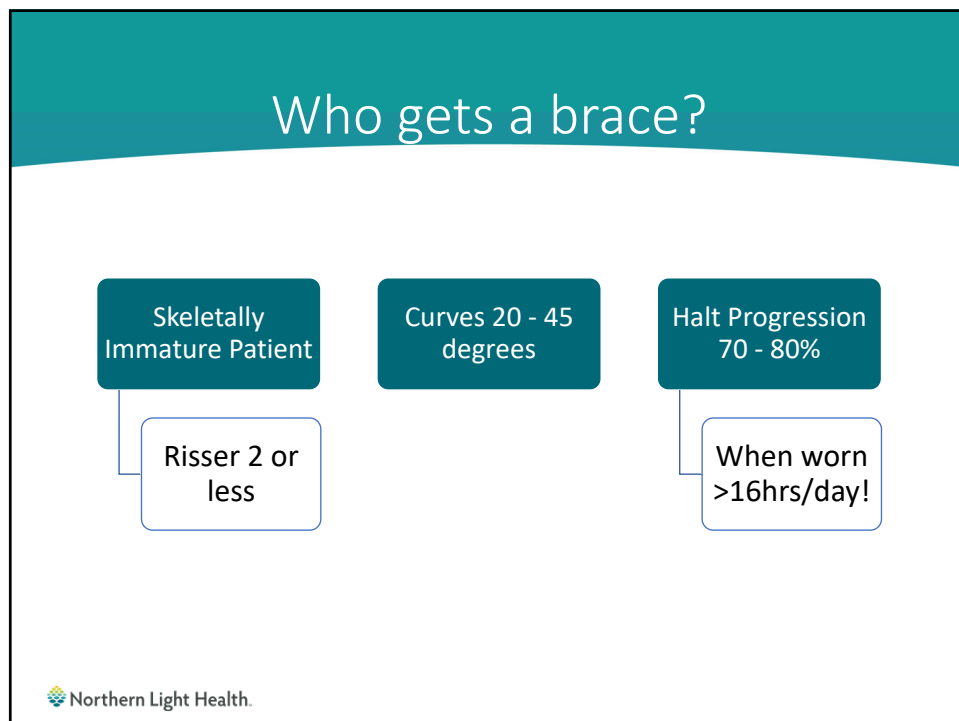 Who gets a brace?
Skeletally
Immature Patient
Risser 2 or
less
Curves 20 - 45
degrees
Halt Progression
70 - 80%
When worn
>16hrs/day!
Northern Light Health.